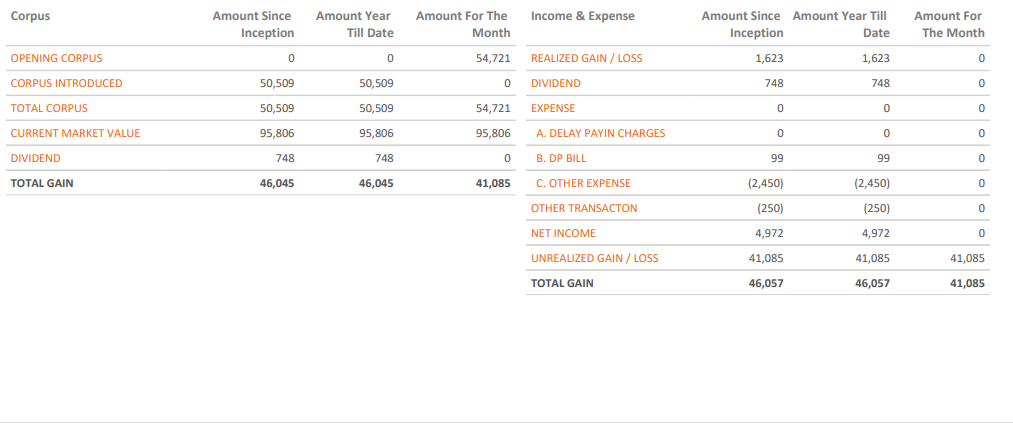 Corpus Amount Since Inception Amount Year Till Date Amount For The Month
OPENING CORPUS 0 0 54,721
CORPUS INTRODUCED 50,509 50,509 0
TOTAL CORPUS 50,509 50,509 54,721
CURRENT MARKET VALUE 95,806 95,806 95,806
DIVIDEND 748 748 0
TOTAL GAIN 46,045 46,045 41,085
Income & Expense Amount Since Inception Amount Year Till Date Amount For The Month
REALIZED GAIN / LOSS 1,623 1,623 0
DIVIDEND 748 748 0
EXPENSE 0 0 0
A. DELAY PAYIN CHARGES 0 0 0
B. DP BILL 99 99 0
C. OTHER EXPENSE (2,450) (2,450) 0
OTHER TRANSACTON (250) (250) 0
NET INCOME 4,972 4,972 0
UNREALIZED GAIN / LOSS 41,085 41,085 41,085
TOTAL GAIN 46,057 46,057 41,085